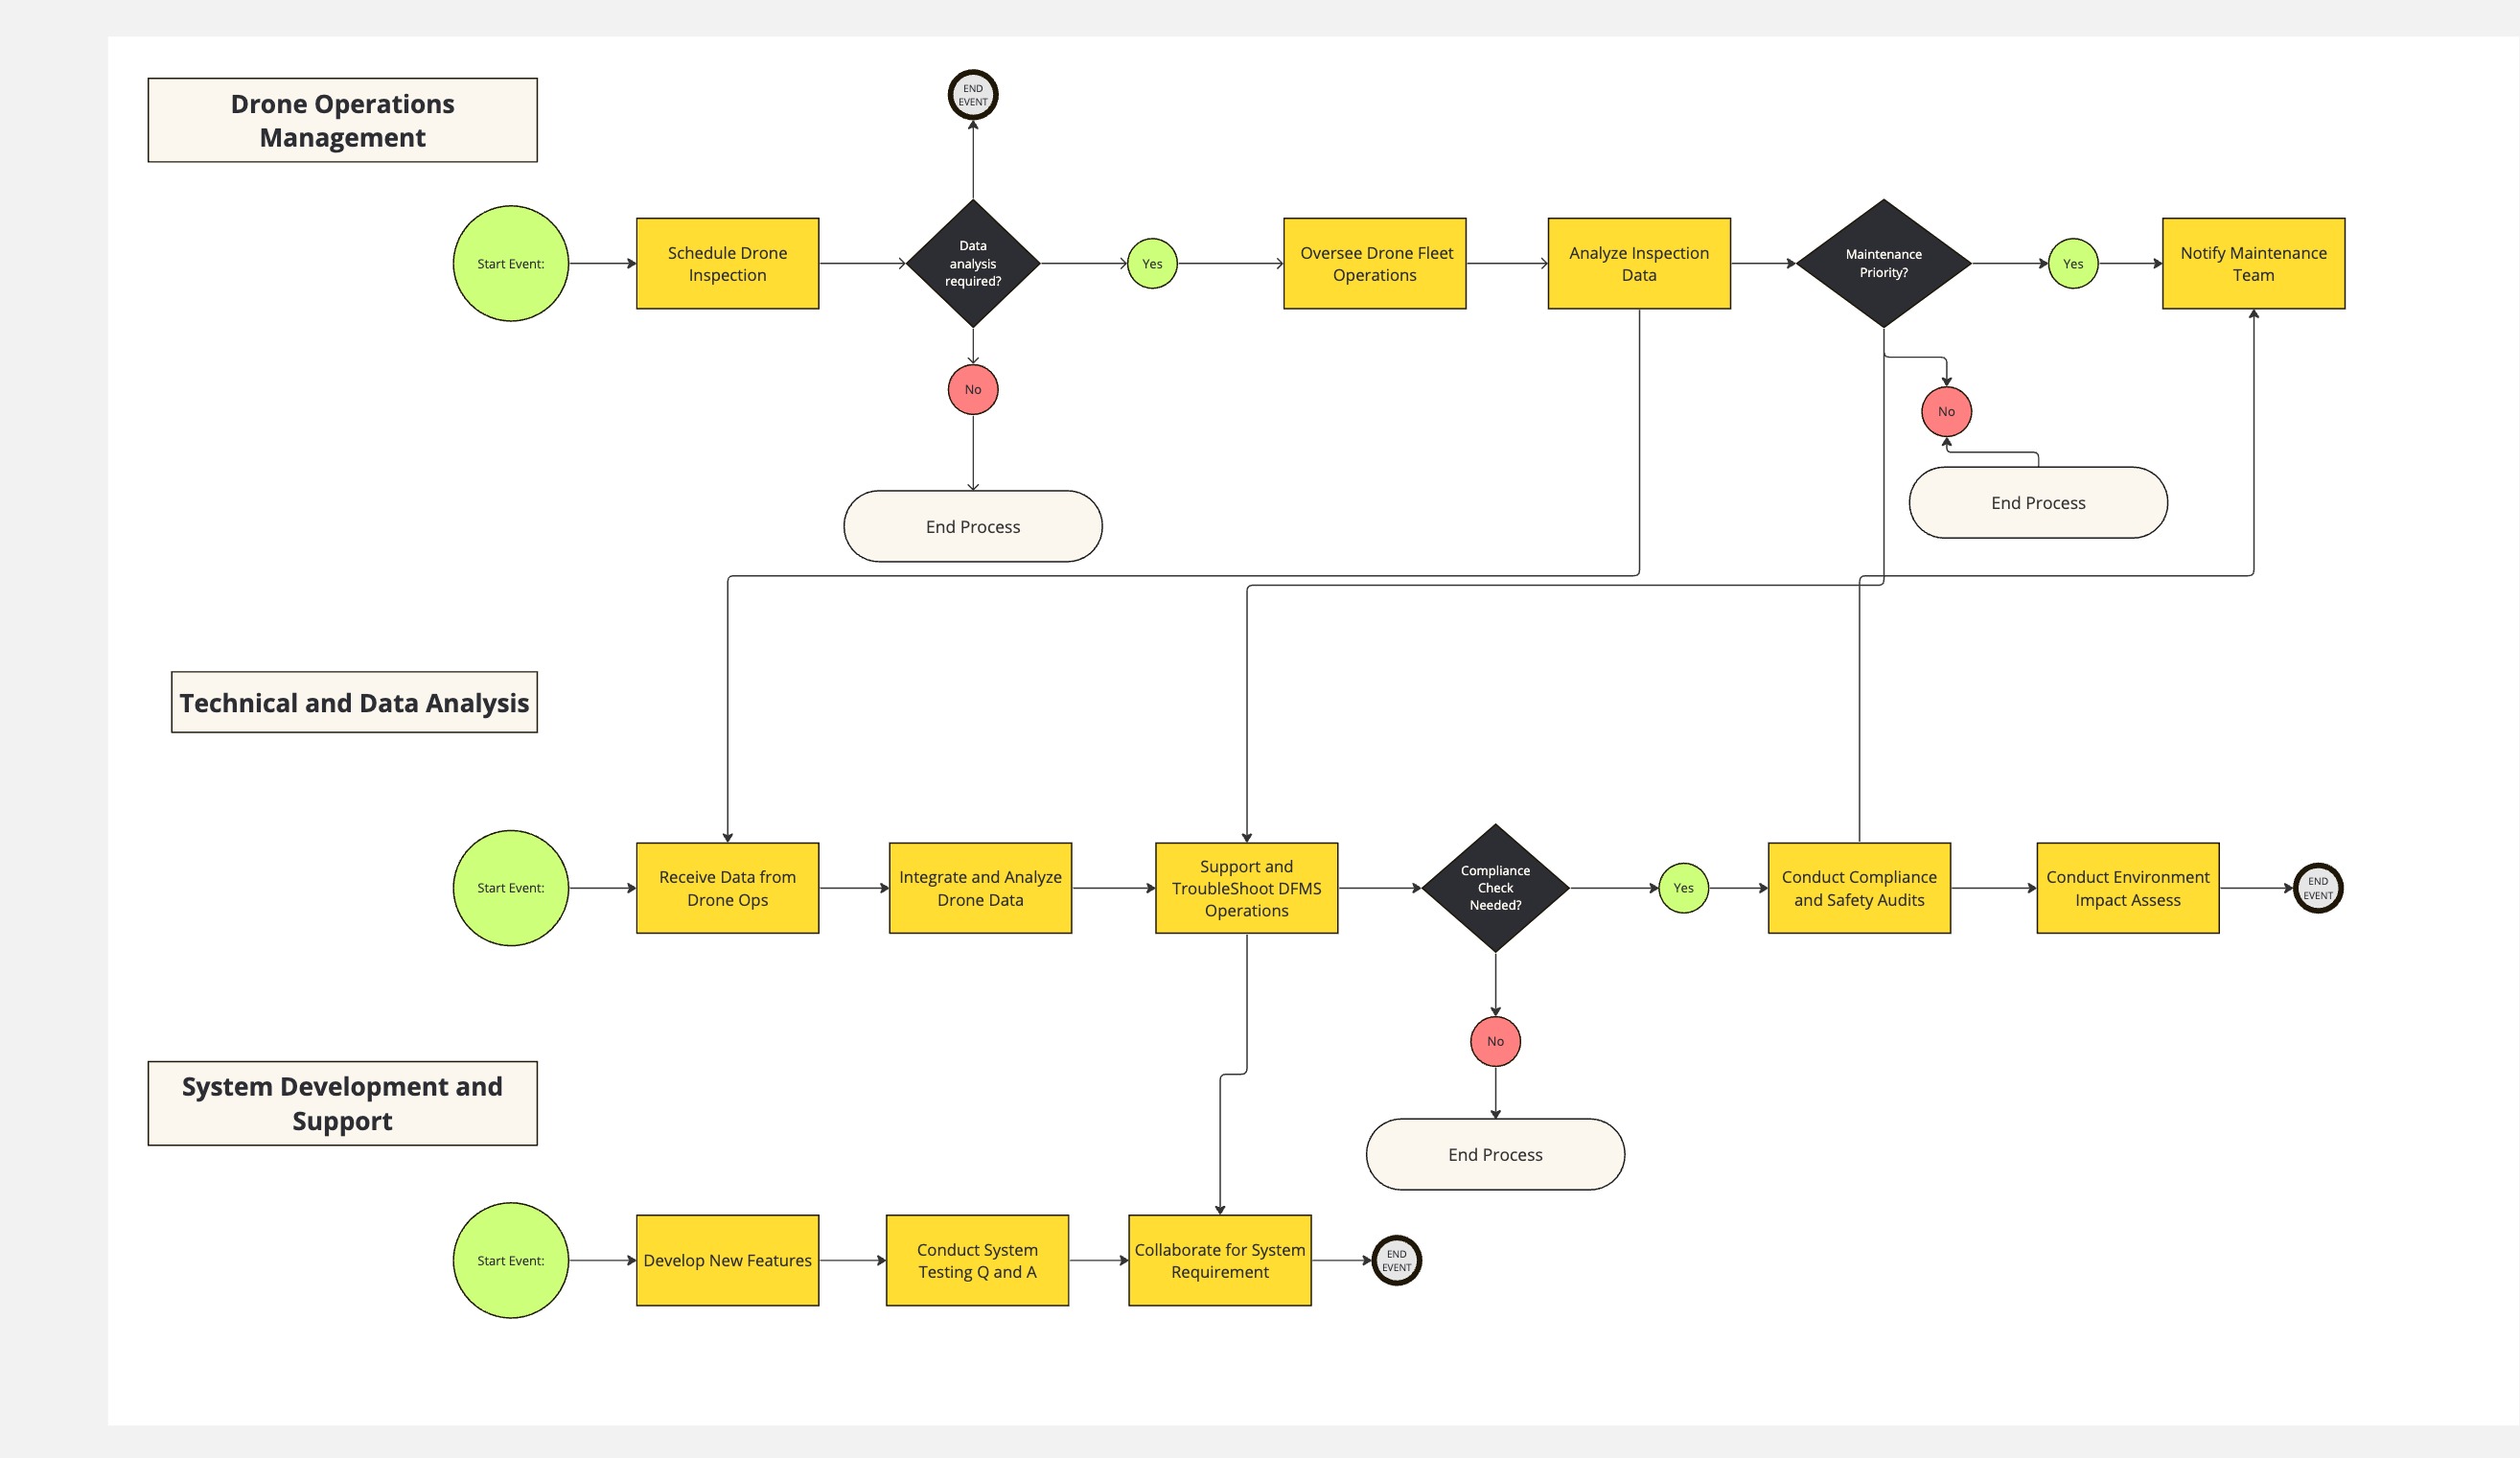 Drone Operations
Management
END
EVENT
Start Event:
Schedule Drone
Inspection
Data
analysis
required?
Yes
Oversee Drone Fleet
Operations
Analyze Inspection
Data
Maintenance
Priority?
Yes
Notify Maintenance
Team
No
No
End Process
End Process
Technical and Data Analysis
Start Event:
Receive Data from
Drone Ops
Integrate and Analyze
Drone Data
Support and
TroubleShoot DFMS
Operations
Compliance
Check
Needed?
Yes
Conduct Compliance
and Safety Audits
Conduct Environment
Impact Assess
END
EVENT
No
End Process
System Development and
Support
Start Event:
Develop New Features
Conduct System
Testing Q and A
Collaborate for System
Requirement
END
EVENT